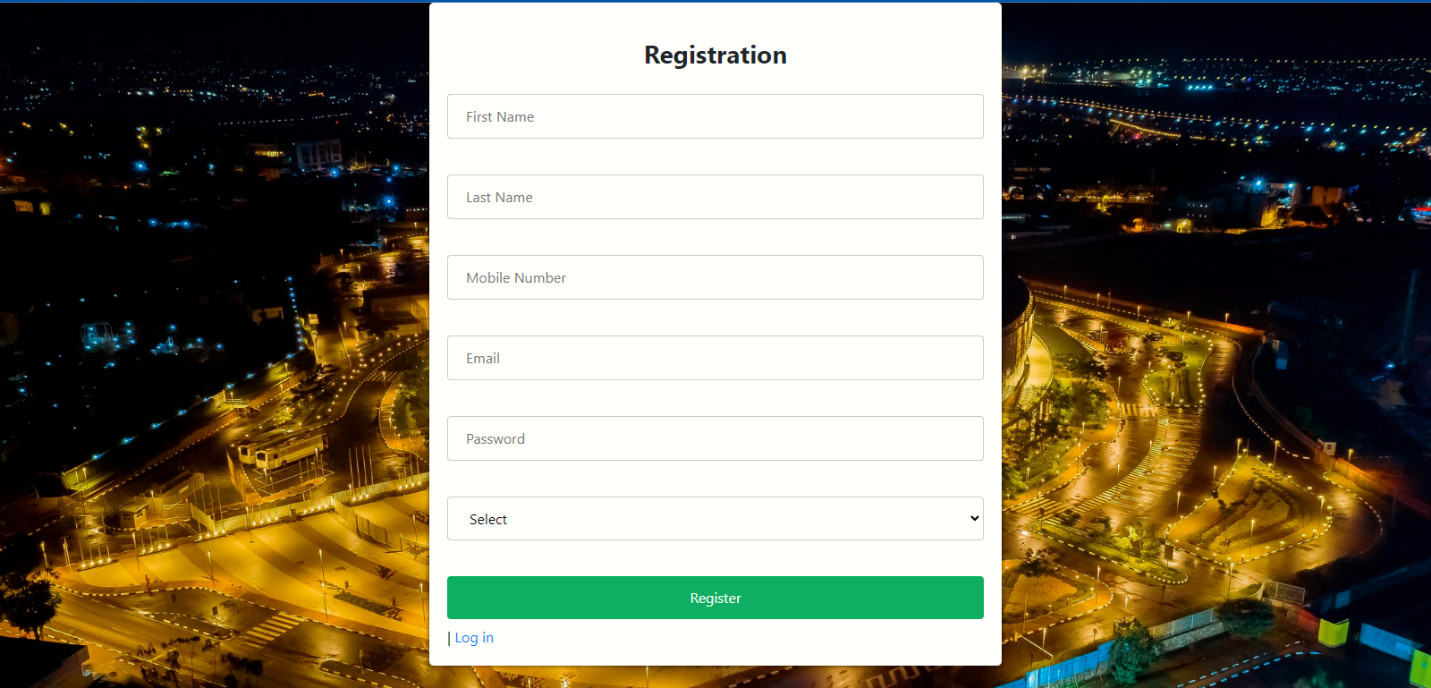 Registration
First Name
Last Name
Mobile Number
Email
Password
Select
Register
| Log in